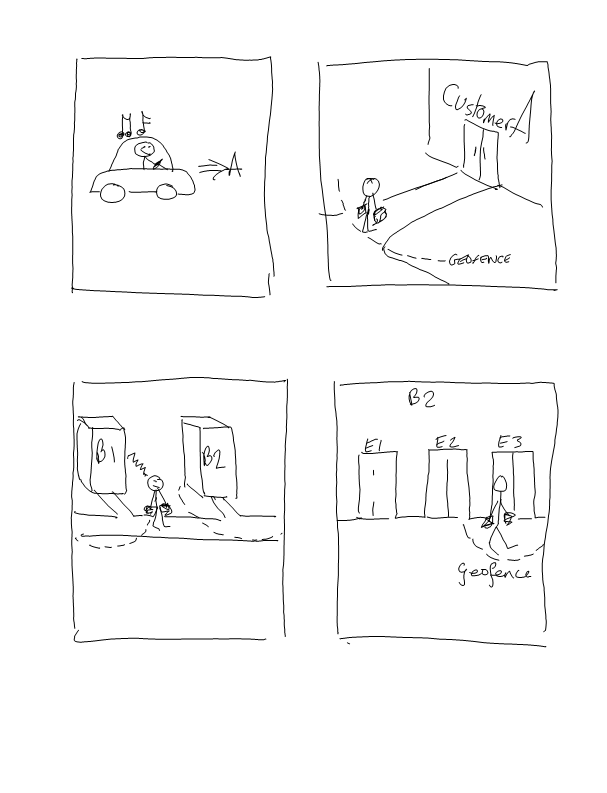 A
Customer A
GEOFENCE
B1
B2
B2
E1
E2
E3
Geofence